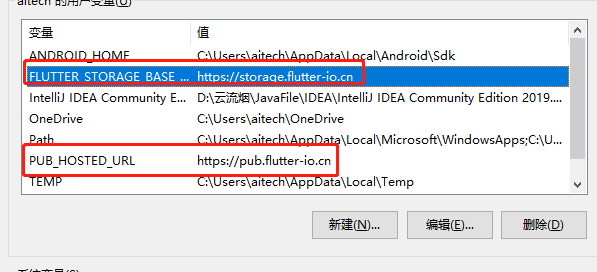 aitech 的用户变量(U)
变量 值
ANDROID_HOME C:\Users\aitech\AppData\Local\Android\Sdk
FLUTTER_STORAGE_BASE ... https://storage.flutter-io.cn
IntelliJ IDEA Community E... D:\云流烟\JavaFile\IDEA\IntelliJ IDEA Community Edition 2019....
OneDrive C:\Users\aitech\OneDrive
Path C:\Users\aitech\AppData\Local\Microsoft\WindowsApps;C:\U...
PUB_HOSTED_URL https://pub.flutter-io.cn
TEMP C:\Users\aitech\AppData\Local\Temp
新建(N)... 编辑(E)... 删除(D)
系统变量(S)